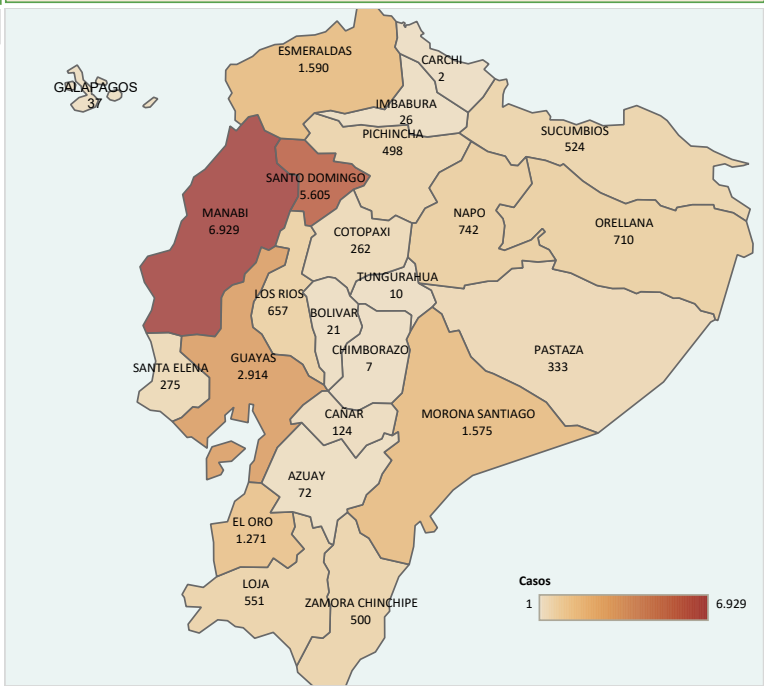 ESMERALDAS
1.590
CARCHI
2
GALAPAGOS
37
IMBABURA
26
PICHINCHA
498
SUCUMBIOS
524
SANTO DOMINGO
5.605
MANABI
6.929
NAPO
742
ORELLANA
710
COTOPAXI
262
TUNGURAHUA
10
LOS RIOS
657
BOLIVAR
21
CHIMBORAZO
7
PASTAZA
333
GUAYAS
2.914
SANTA ELENA
275
CAÑAR
124
MORONA SANTIAGO
1.575
AZUAY
72
EL ORO
1.271
LOJA
551
ZAMORA CHINCHIPE
500
Casos
1 6.929